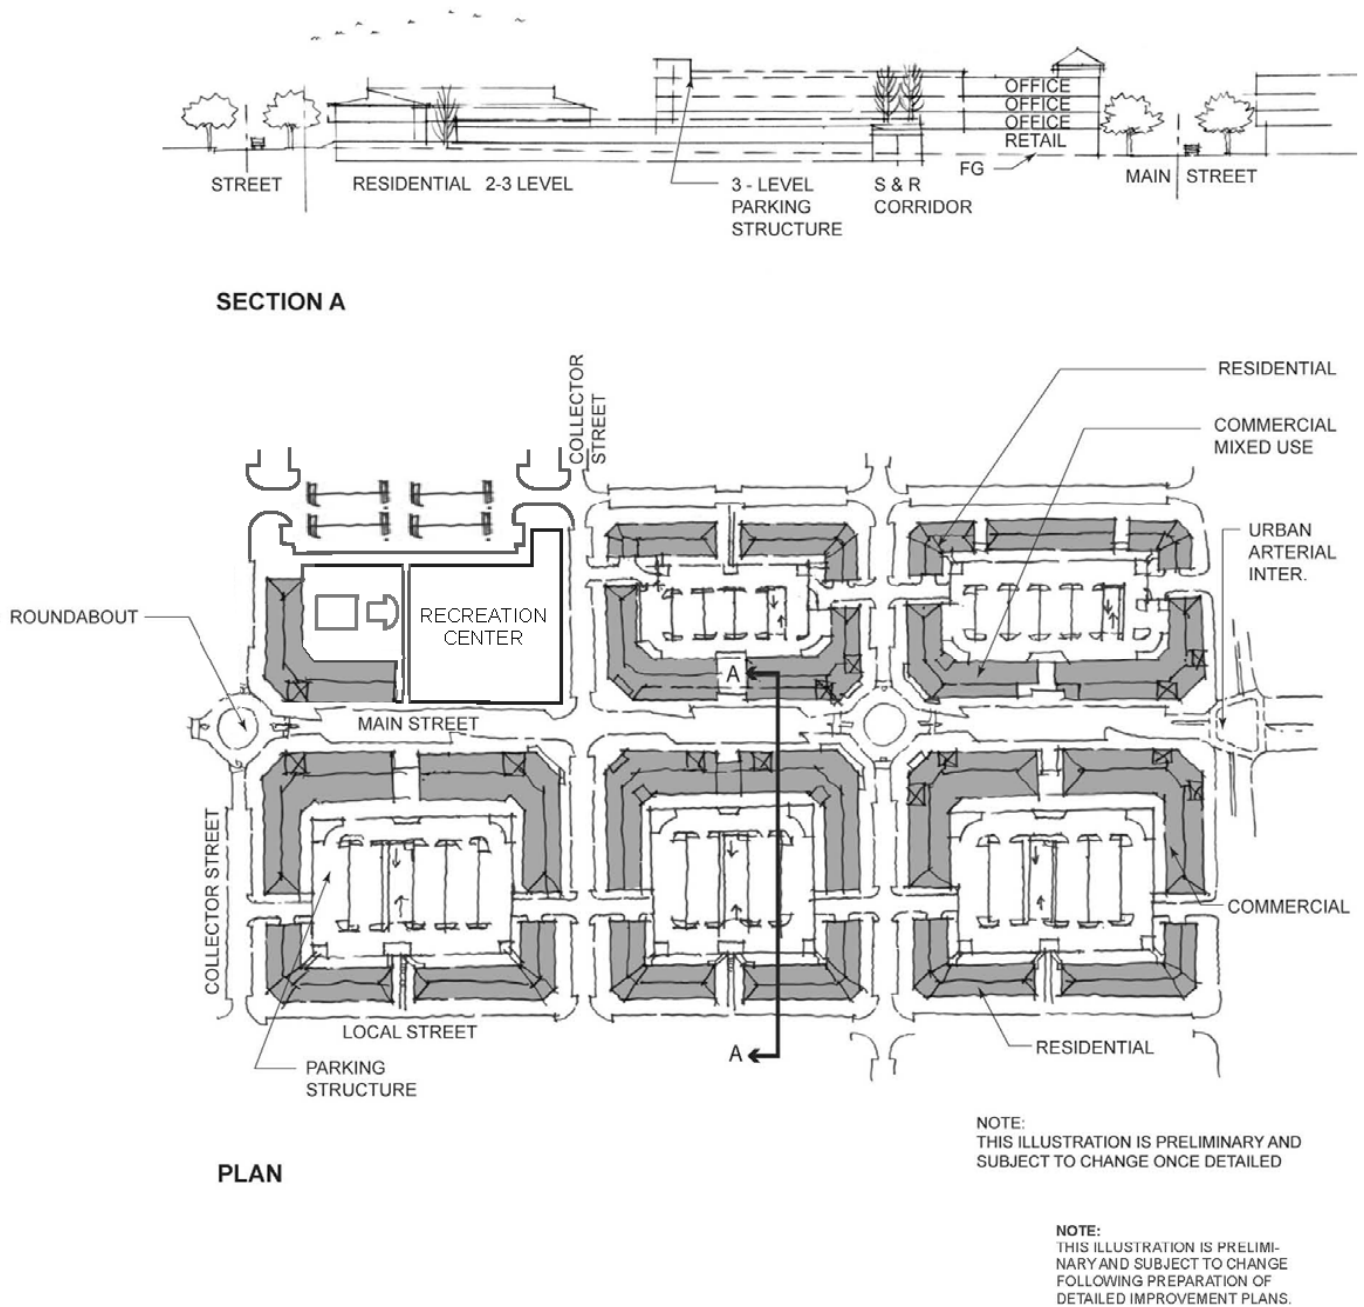 OFFICE
OFFICE
OFFICE
RETAIL
FG
STREET
RESIDENTIAL 2-3 LEVEL
3 - LEVEL
PARKING
STRUCTURE
S & R
CORRIDOR
MAIN STREET
SECTION A
COLLECTOR
STREET
RESIDENTIAL
COMMERCIAL
MIXED USE
URBAN
ARTERIAL
INTER.
ROUNDABOUT
RECREATION
CENTER
A
MAIN STREET
COLLECTOR STREET
COMMERCIAL
LOCAL STREET
A
RESIDENTIAL
PARKING
STRUCTURE
NOTE:
THIS ILLUSTRATION IS PRELIMINARY AND
SUBJECT TO CHANGE ONCE DETAILED
PLAN
NOTE:
THIS ILLUSTRATION IS PRELIMI-
NARY AND SUBJECT TO CHANGE
FOLLOWING PREPARATION OF
DETAILED IMPROVEMENT PLANS.